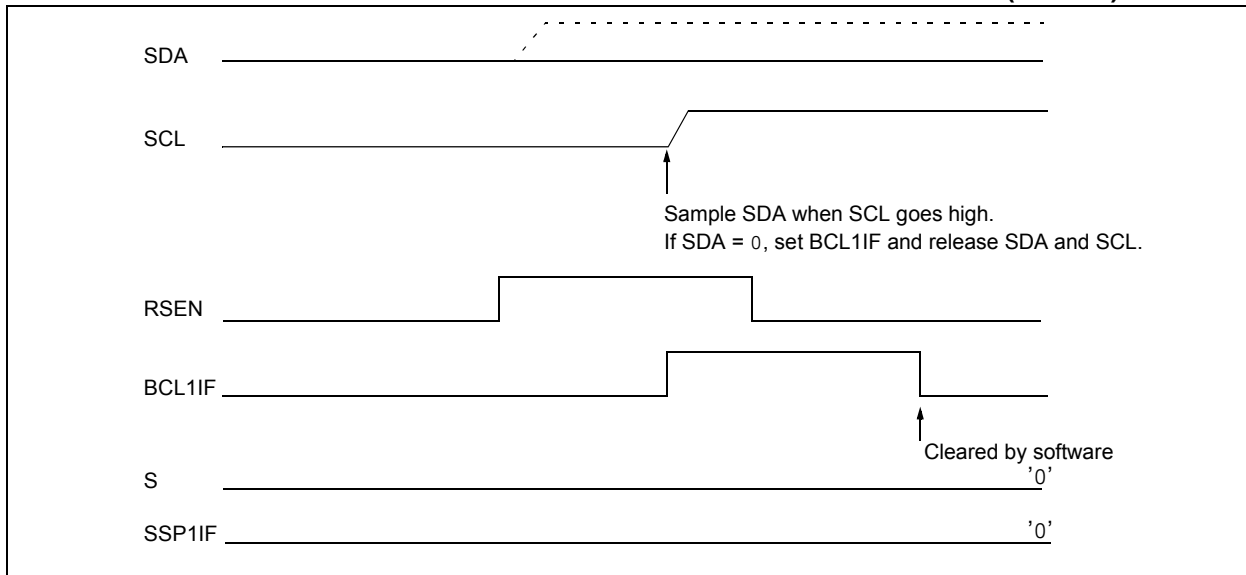 SDA
SCL
Sample SDA when SCL goes high.
If SDA = 0, set BCL1IF and release SDA and SCL.
RSEN
BCL1IF
Cleared by software
S
'0'
SSP1IF
'0'